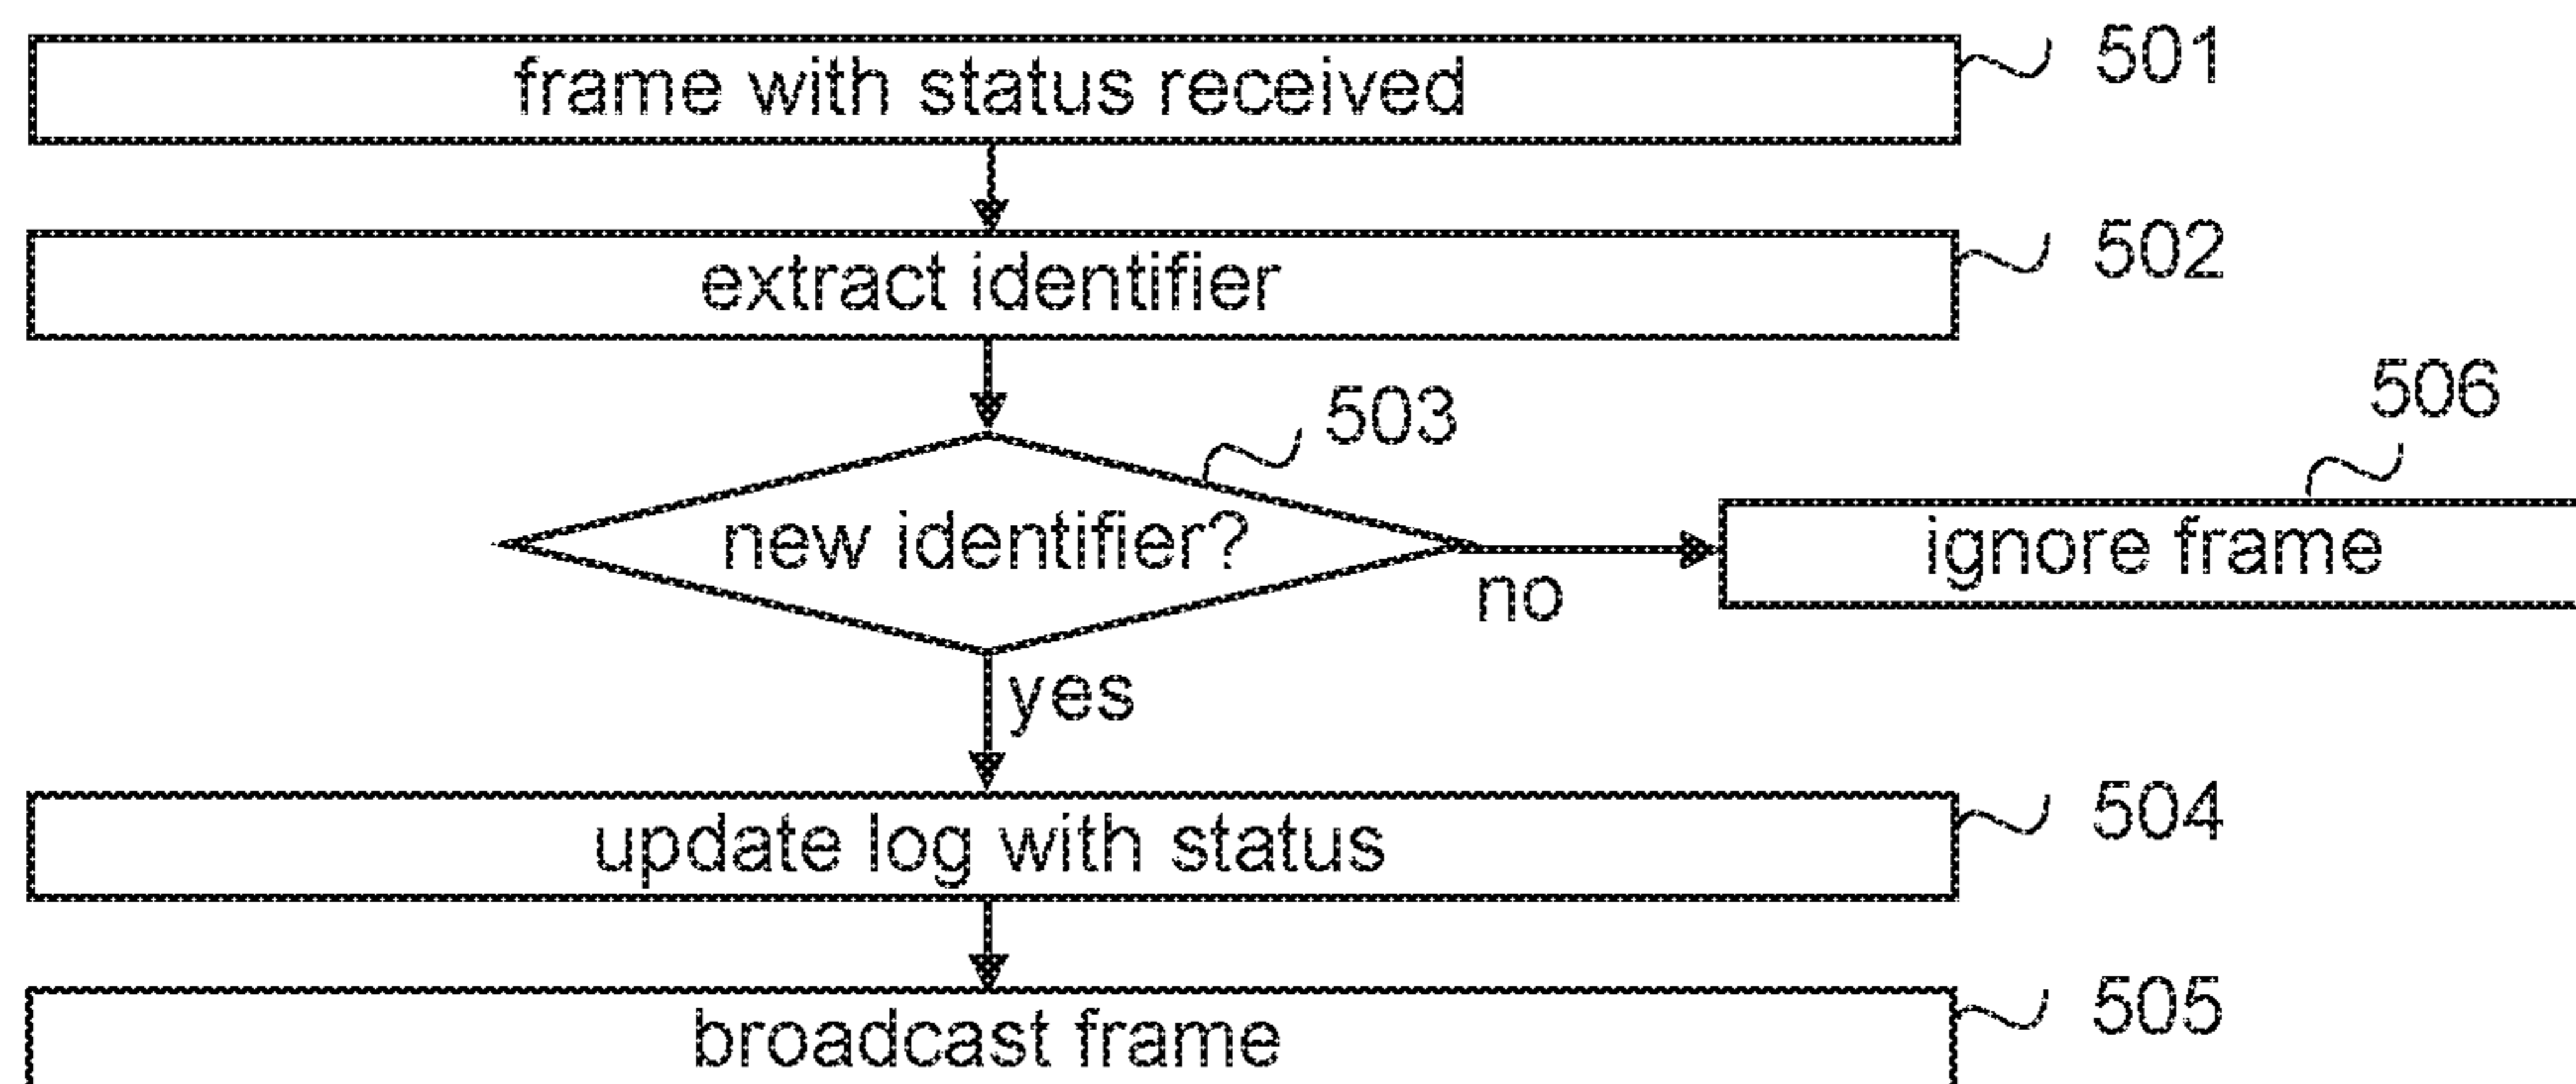 frame with status received 501
extract identifier 502
503
506
new identifier?
ignore frame
no
yes
update log with status 504
broadcast frame 505